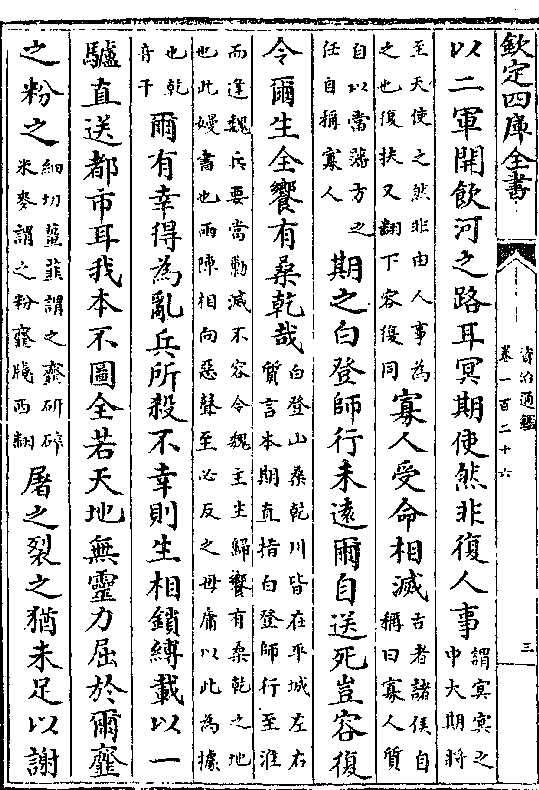 欽定四庫全書
資治通鑑
卷一百二十六
三
以二軍開飲河之路耳冥期使然非復人事
謂冥冥之
中大期將
至天使之然非由人事為
之也復扶又翻下容復同
寡人受命相滅
古者諸侯自
稱曰寡人質
自以當藩方之
任自稱寡人
期之白登師行未遠爾自送死豈容復
令爾生全饗有桑乾哉
白登山桑乾川皆在平城左右
質言本期直指白登師行至淮
而逢魏兵要當勦滅不容令魏主生歸饗有桑乾之地
也此嫚書也兩陣相向惡聲至必反之毋庸以此為據
也乾
音干
爾有幸得為亂兵所殺不幸則生相鎖縛載以一
驢直送都市耳我本不圖全若天地無靈力屈於爾齏
之粉之
細切薑韭謂之齏研碎
米麥謂之粉齏牋西翻
屠之裂之猶未足以謝